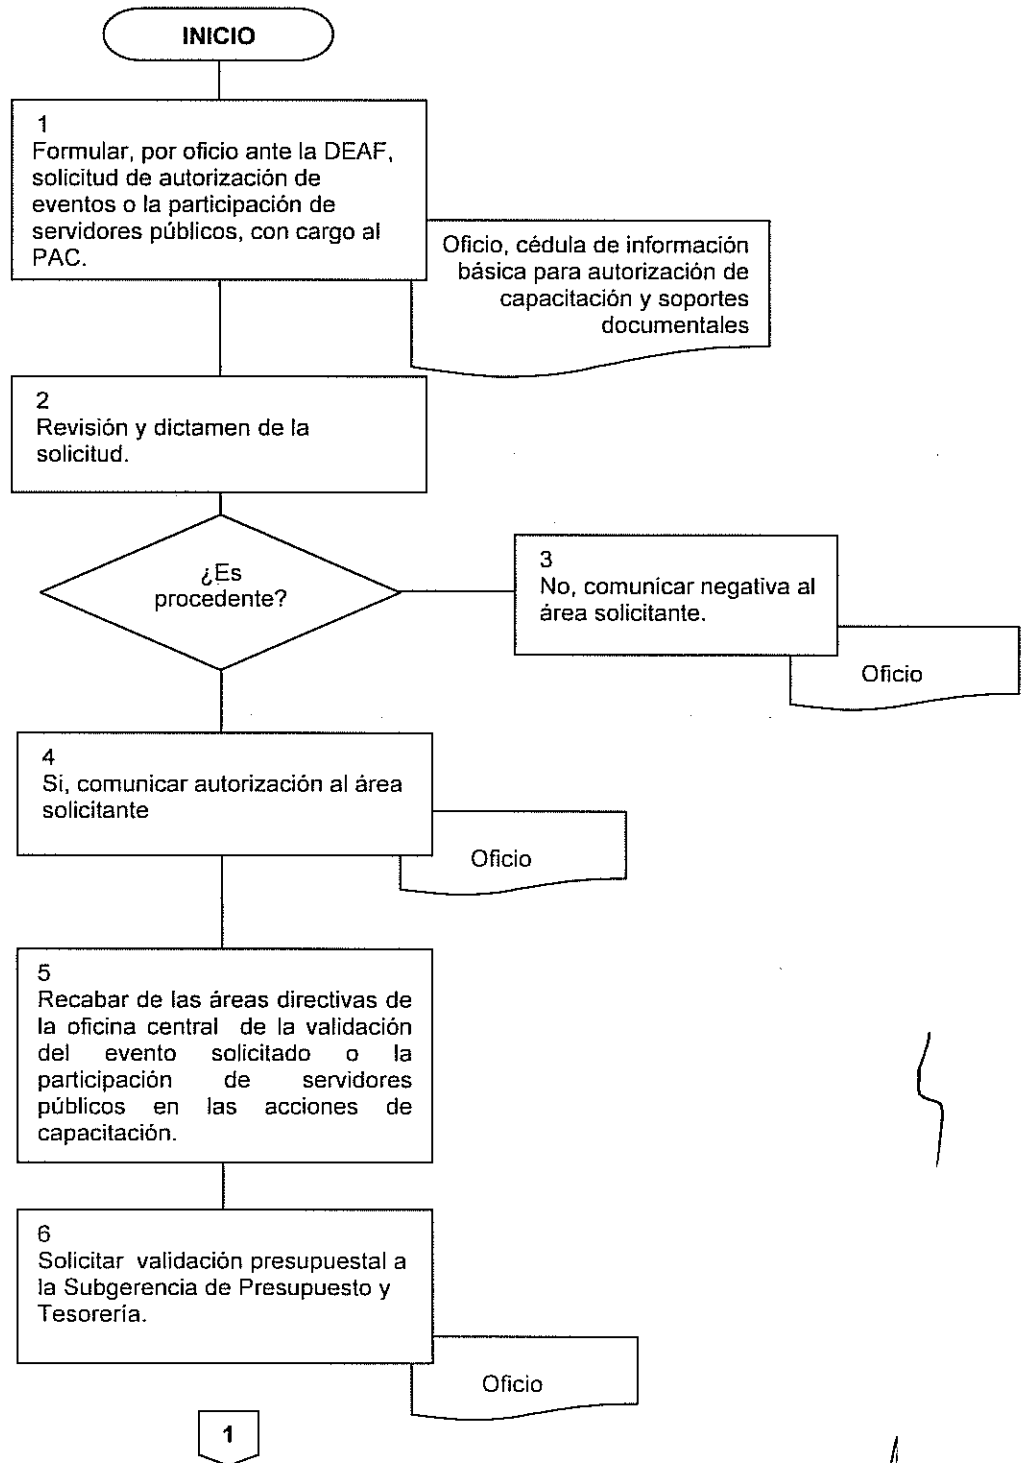 INICIO
1
Formular, por oficio ante la DEAF,
solicitud de autorización de
eventos o la participación de
servidores públicos, con cargo al
PAC.
Oficio, cédula de información
básica para autorización de
capacitación y soportes
documentales
2
Revisión y dictamen de la
solicitud.
¿Es
procedente?
3
No, comunicar negativa al
área solicitante.
Oficio
4
Si, comunicar autorización al área
solicitante
Oficio
5
Recabar de las áreas directivas de
la oficina central de la validación
del evento solicitado o la
participación de servidores
públicos en las acciones de
capacitación.
6
Solicitar validación presupuestal a
la Subgerencia de Presupuesto y
Tesorería.
Oficio
1